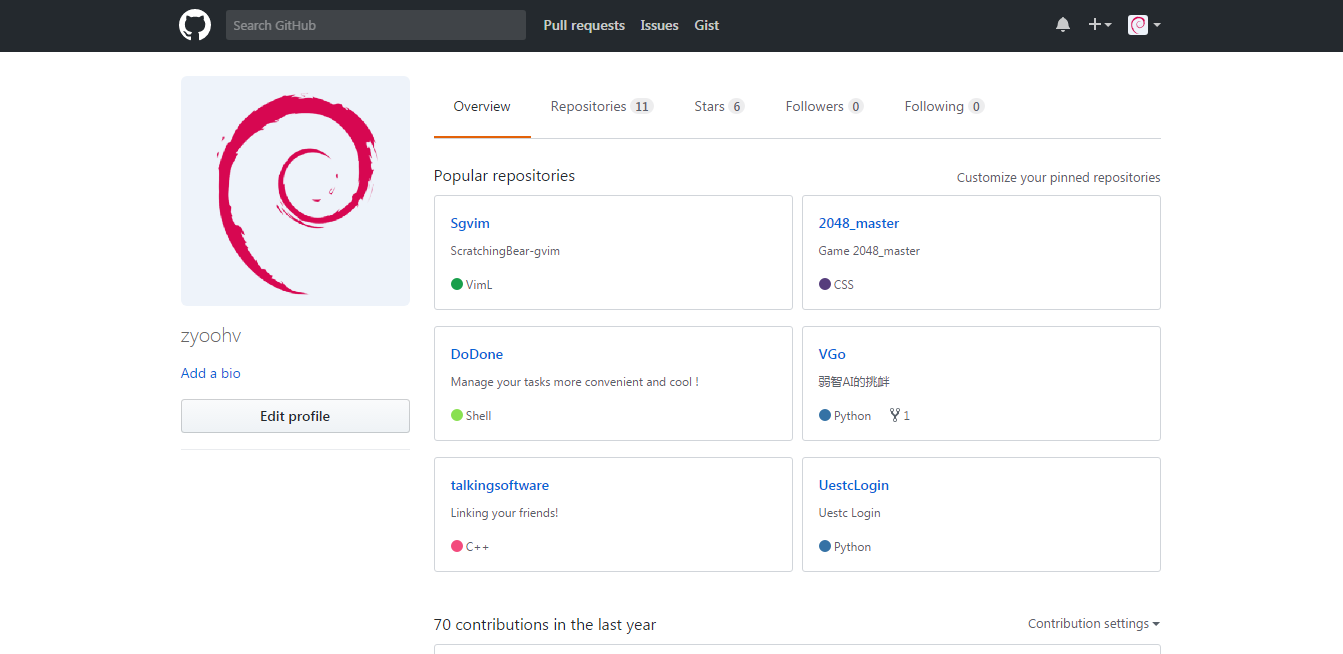 Search GitHub Pull requests Issues Gist
Overview Repositories 11 Stars 6 Followers 0 Following 0
Popular repositories Customize your pinned repositories
Sgvim
ScratchingBear-gvim
VimL
2048_master
Game 2048_master
CSS
zyoohv
Add a bio
Edit profile
DoDone
Manage your tasks more convenient and cool !
Shell
VGo
弱智AI的挑衅
Python 1
talkingsoftware
Linking your friends!
C++
UestcLogin
Uestc Login
Python
70 contributions in the last year Contribution settings